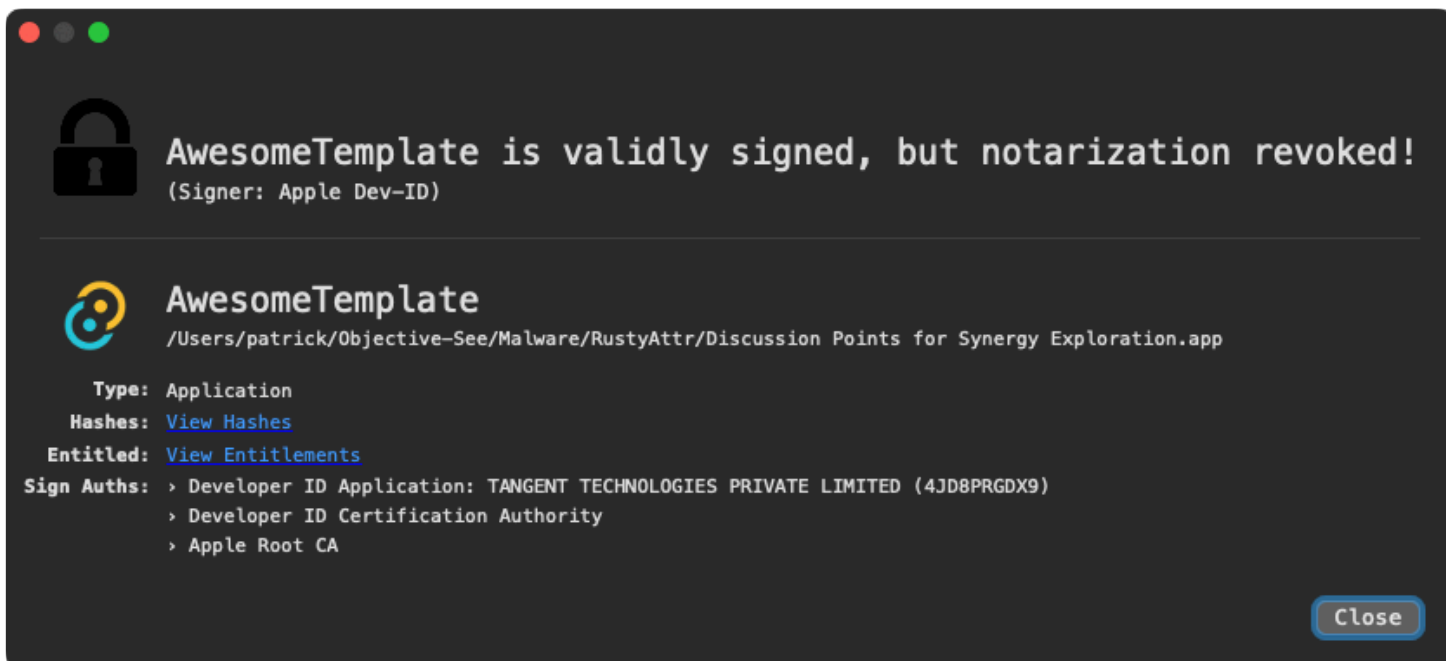 AwesomeTemplate is validly signed, but notarization revoked!
(Signer: Apple Dev-ID)
AwesomeTemplate
/Users/patrick/Objective-See/Malware/RustyAttr/Discussion Points for Synergy Exploration.app
Type: Application
Hashes: View Hashes
Entitled: View Entitlements
Sign Auths: › Developer ID Application: TANGENT TECHNOLOGIES PRIVATE LIMITED (4JD8PRGDX9)
› Developer ID Certification Authority
› Apple Root CA
Close